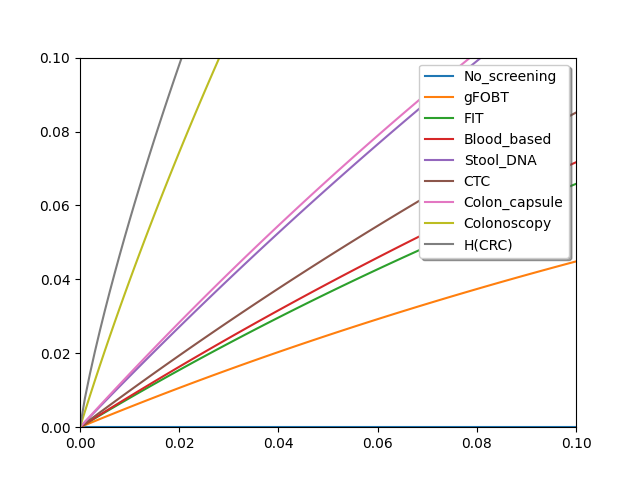 0.10
0.08
0.06
0.04
0.02
0.00
0.00 0.02 0.04 0.06 0.08 0.10
No_screening
gFOBT
FIT
Blood_based
Stool_DNA
CTC
Colon_capsule
Colonoscopy
H(CRC)